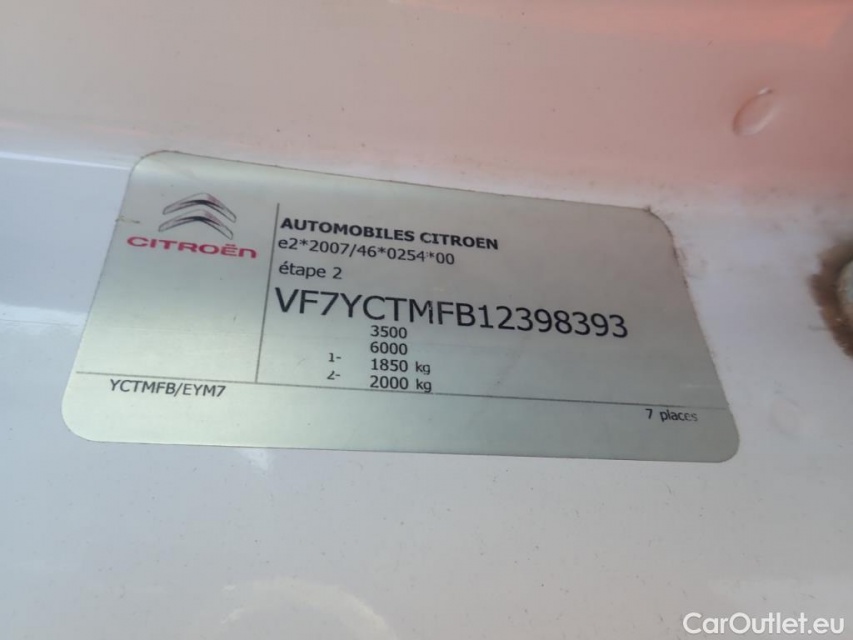 CITROËN
AUTOMOBILES CITROEN
e2*2007/46*0254*00
étape 2
VF7YCTMFB12398393
3500
6000
1- 1850 kg
2- 2000 kg
YCTMFB/EYM7
7 places
CarOutlet.eu